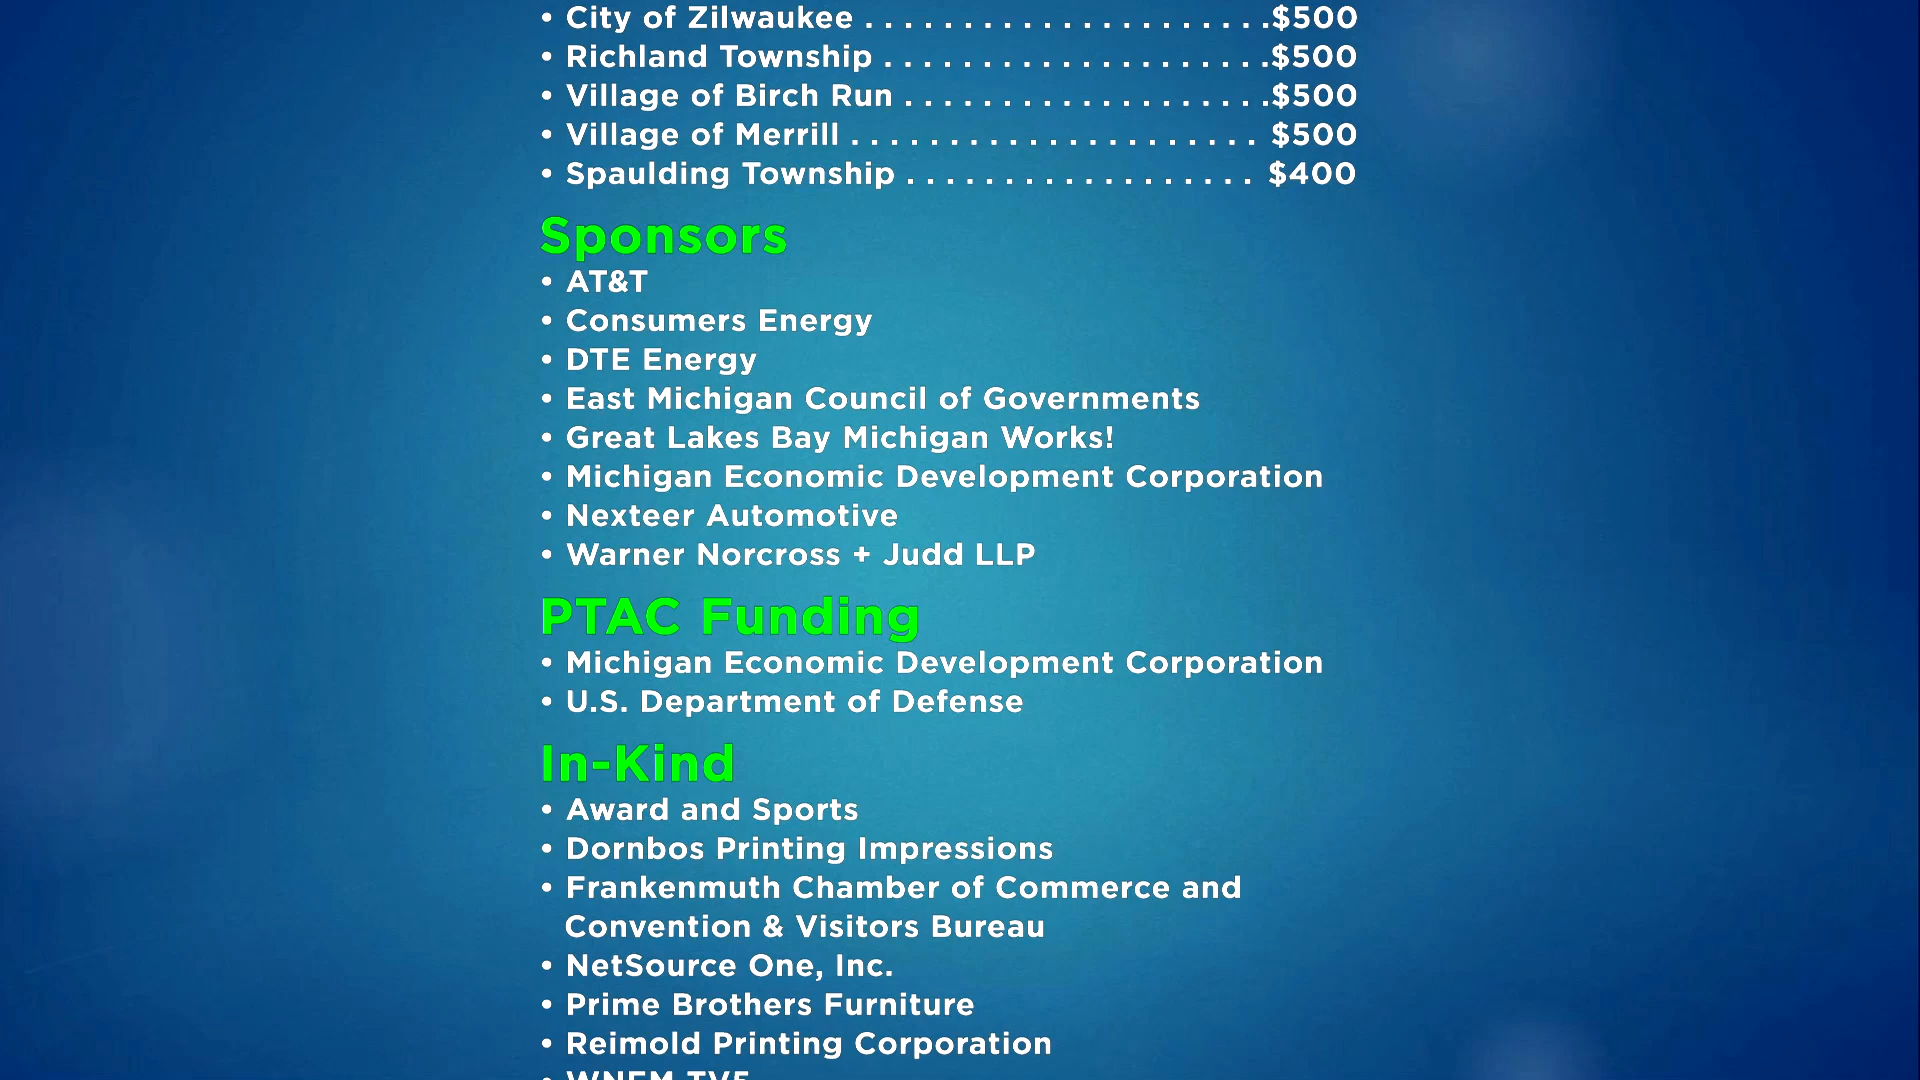 • City of Zilwaukee . . . . . . . . . . . . . . . . . . . . .$500
• Richland Township . . . . . . . . . . . . . . . . . . . .$500
• Village of Birch Run . . . . . . . . . . . . . . . . . . .$500
• Village of Merrill . . . . . . . . . . . . . . . . . . . . . $500
• Spaulding Township . . . . . . . . . . . . . . . . . . $400
Sponsors
• AT&T
• Consumers Energy
• DTE Energy
• East Michigan Council of Governments
• Great Lakes Bay Michigan Works!
• Michigan Economic Development Corporation
• Nexteer Automotive
• Warner Norcross + Judd LLP
PTAC Funding
• Michigan Economic Development Corporation
• U.S. Department of Defense
In-Kind
• Award and Sports
• Dornbos Printing Impressions
• Frankenmuth Chamber of Commerce and
Convention & Visitors Bureau
• NetSource One, Inc.
• Prime Brothers Furniture
• Reimold Printing Corporation
• WNEM TV5